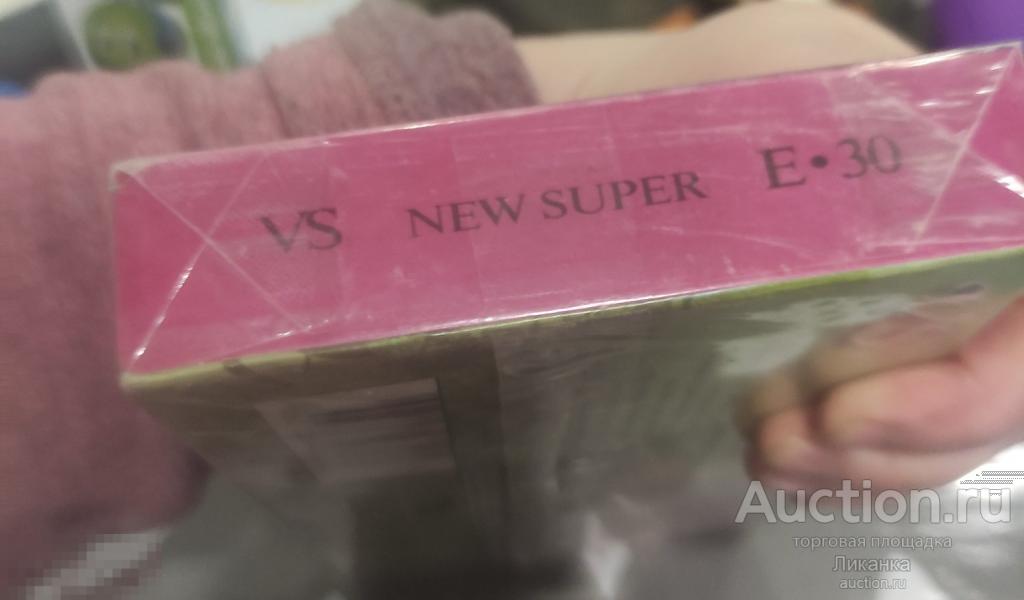 VS NEW SUPER E•30
Auction.ru
торговая площадка
Ликанка
auction.ru